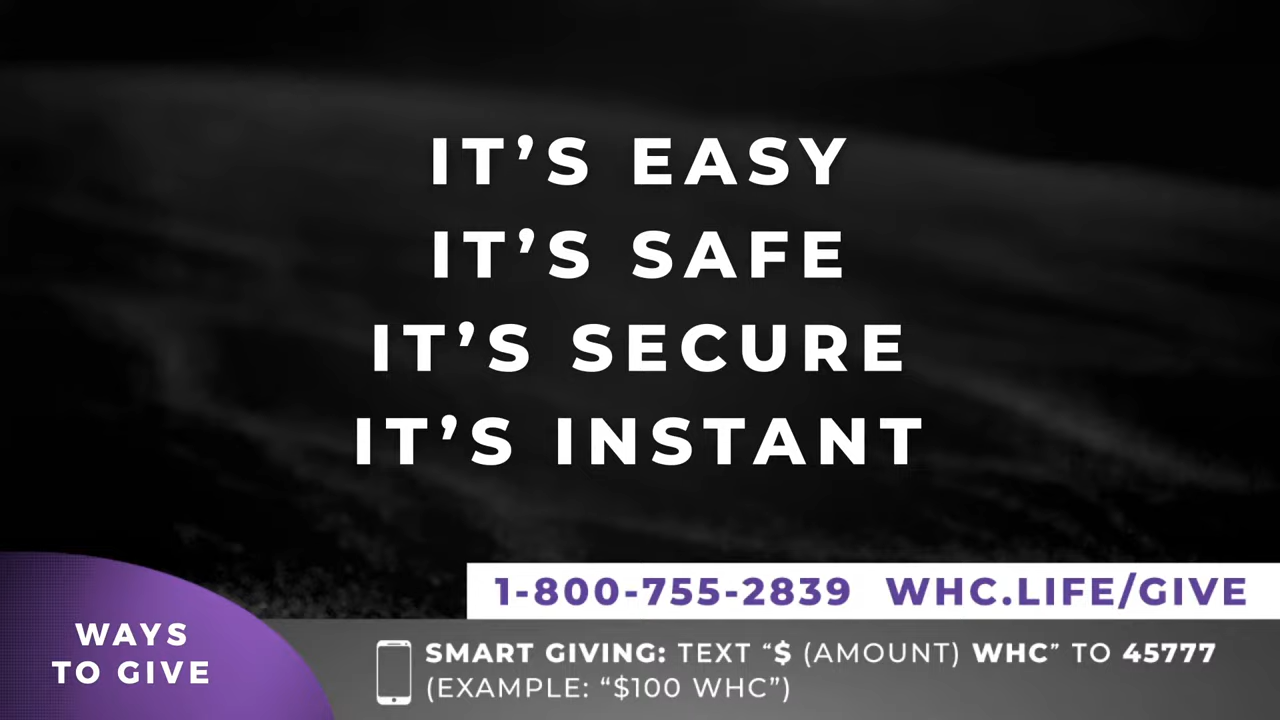 IT’S EASY
IT’S SAFE
IT’S SECURE
IT’S INSTANT
1-800-755-2839 WHC.LIFE/GIVE
WAYS
TO GIVE
SMART GIVING: TEXT “$ (AMOUNT) WHC” TO 45777
(EXAMPLE: “$100 WHC”)